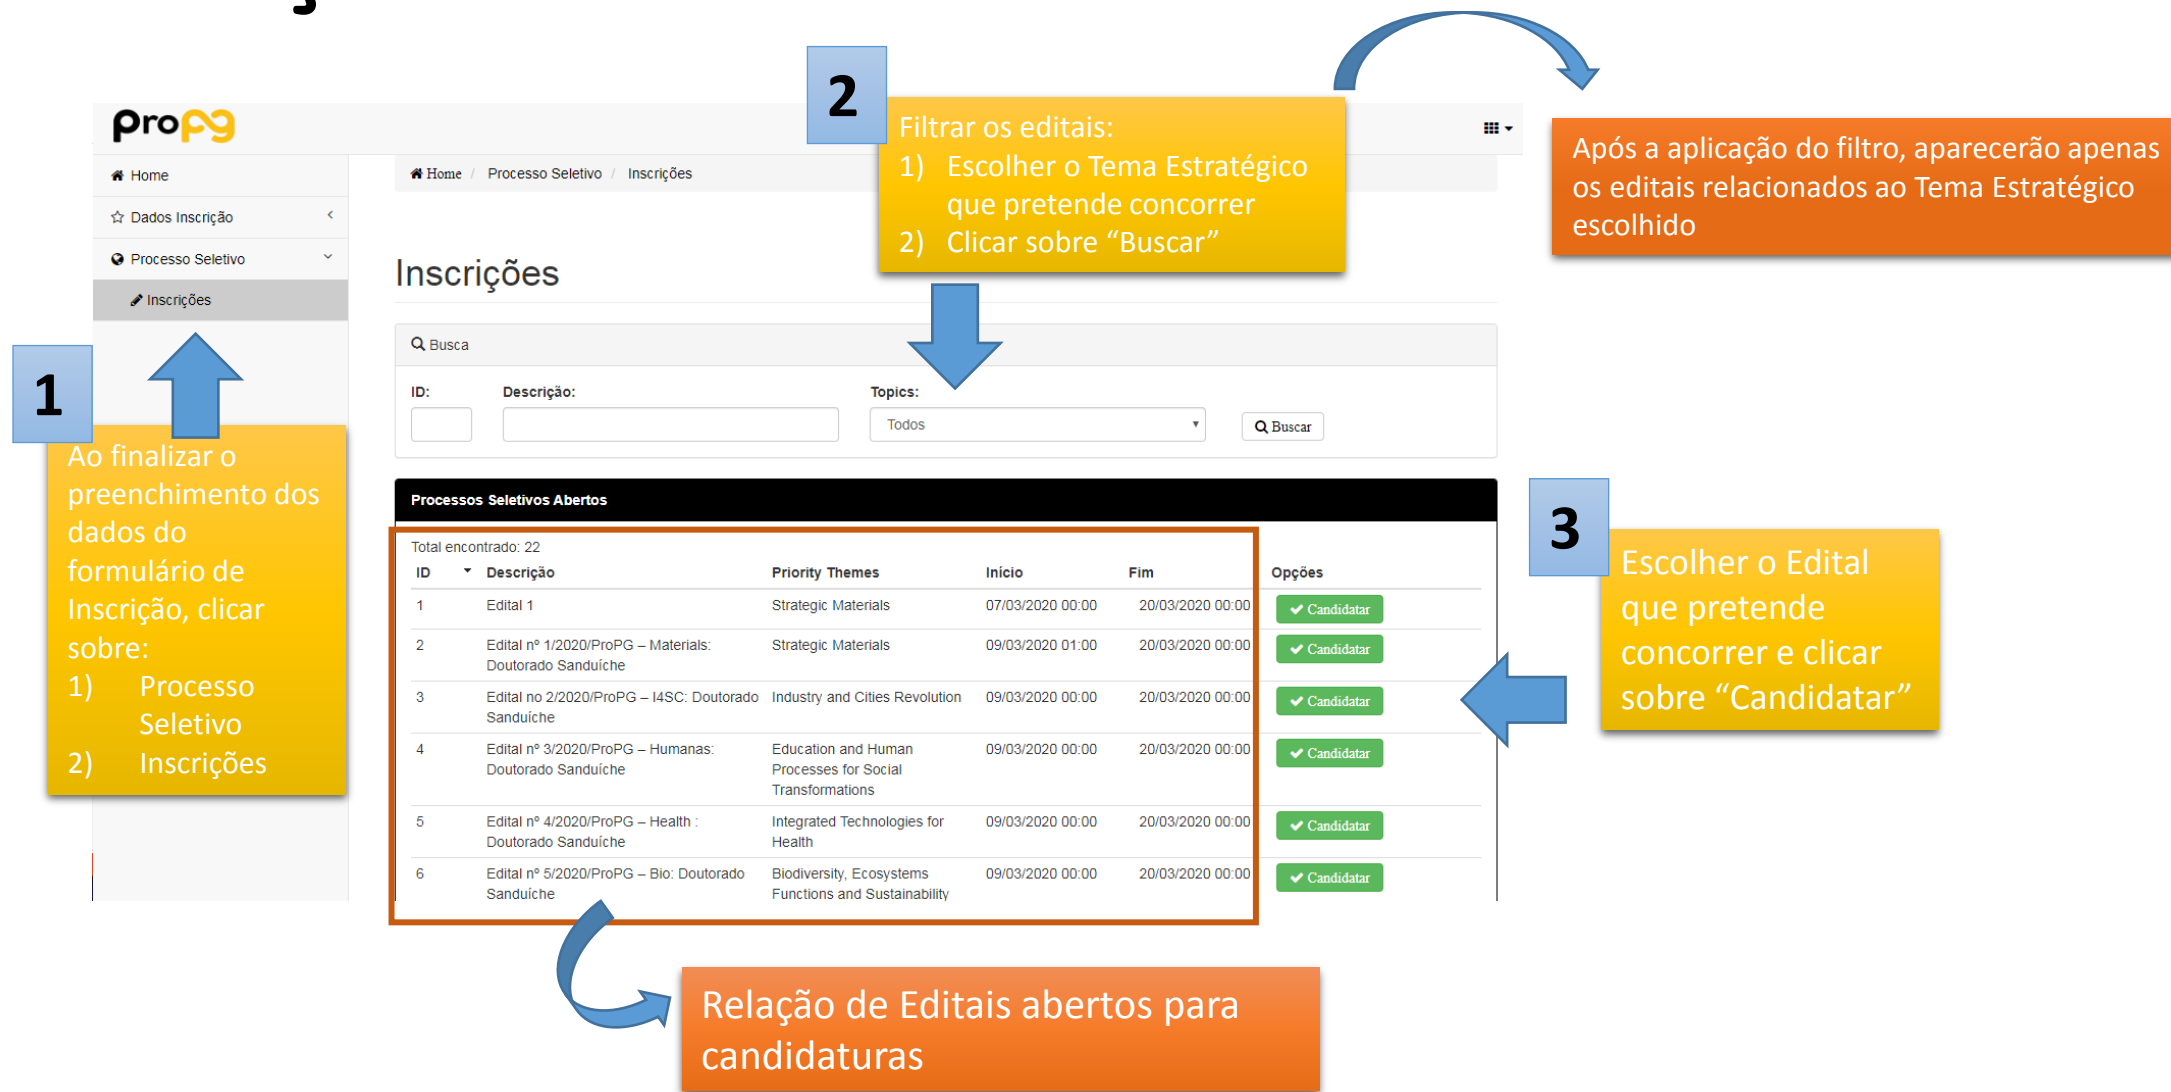 2
Filtrar os editais:
1) Escolher o Tema Estratégico
que pretende concorrer
2) Clicar sobre “Buscar”
Após a aplicação do filtro, aparecerão apenas
os editais relacionados ao Tema Estratégico
escolhido
propg
Home
Dados Inscrição
Processo Seletivo
Inscrições
Home / Processo Seletivo / Inscrições
Inscrições
Busca
ID: Descrição: Topics:
Todos
Buscar
1
Ao finalizar o
preenchimento dos
dados do
formulário de
Inscrição, clicar
sobre:
1) Processo
Seletivo
2) Inscrições
Processos Seletivos Abertos
Total encontrado: 22
ID Descrição Priority Themes Início Fim Opções
1 Edital 1 Strategic Materials 07/03/2020 00:00 20/03/2020 00:00 Candidatar
2 Edital nº 1/2020/ProPG – Materials: Strategic Materials 09/03/2020 01:00 20/03/2020 00:00 Candidatar
Doutorado Sanduíche
3 Edital no 2/2020/ProPG – I4SC: Doutorado Industry and Cities Revolution 09/03/2020 00:00 20/03/2020 00:00 Candidatar
Sanduíche
4 Edital nº 3/2020/ProPG – Humanas: Education and Human 09/03/2020 00:00 20/03/2020 00:00 Candidatar
Doutorado Sanduíche Processes for Social
Transformations
5 Edital nº 4/2020/ProPG – Health : Integrated Technologies for 09/03/2020 00:00 20/03/2020 00:00 Candidatar
Doutorado Sanduíche Health
6 Edital nº 5/2020/ProPG – Bio: Doutorado Biodiversity, Ecosystems 09/03/2020 00:00 20/03/2020 00:00 Candidatar
Sanduíche Functions and Sustainability
3
Escolher o Edital
que pretende
concorrer e clicar
sobre “Candidatar”
Relação de Editais abertos para
candidaturas